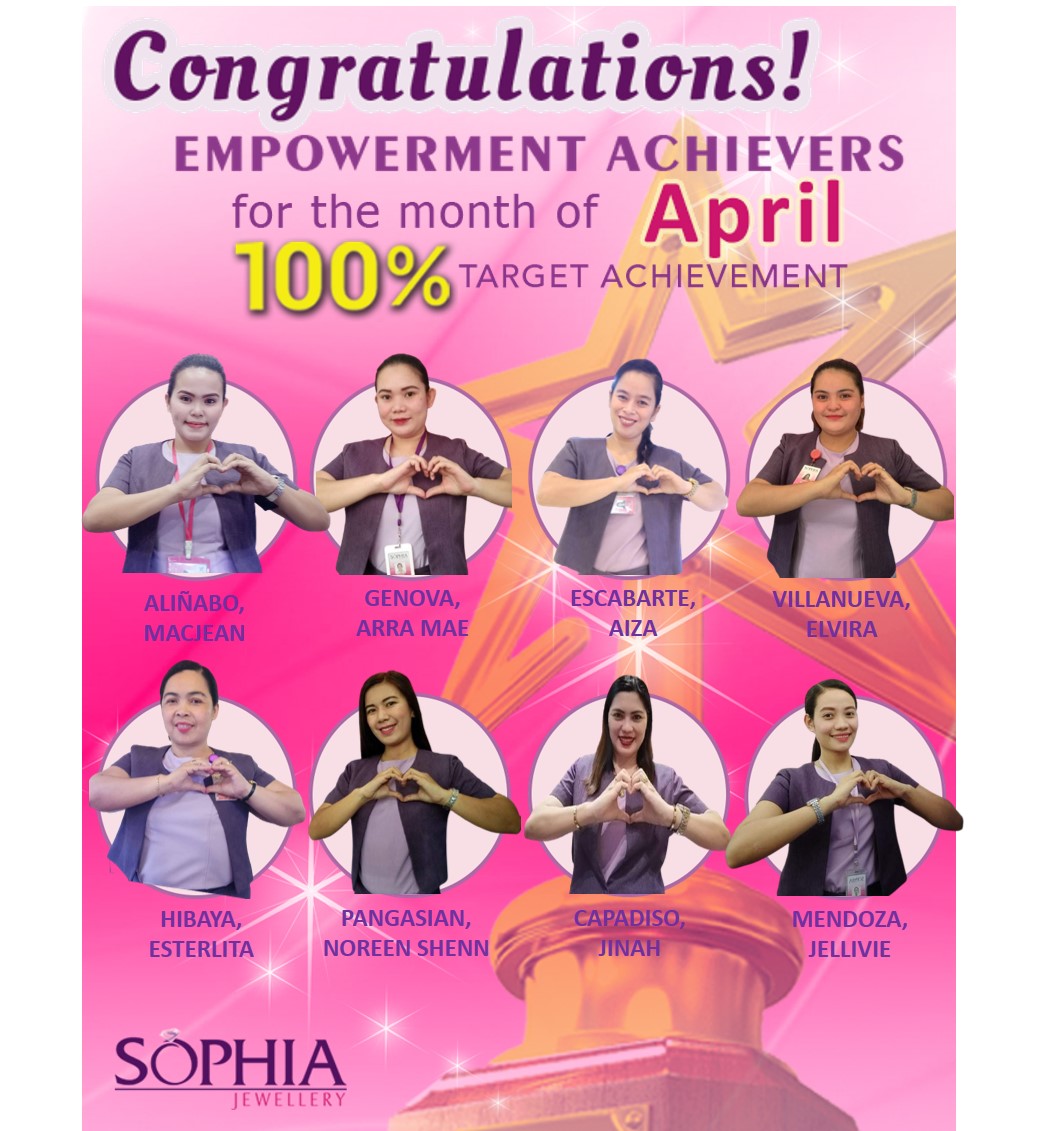 Congratulations!
EMPOWERMENT ACHIEVERS
for the month of April
100% TARGET ACHIEVEMENT
ALIÑABO,
MACJEAN
GENOVA,
ARRA MAE
ESCABARTE,
AIZA
VILLANUEVA,
ELVIRA
HIBAYA,
ESTERLITA
PANGASIAN,
NOREEN SHENN
CAPADISO,
JINAH
MENDOZA,
JELLIVIE
SOPHIA
JEWELLERY